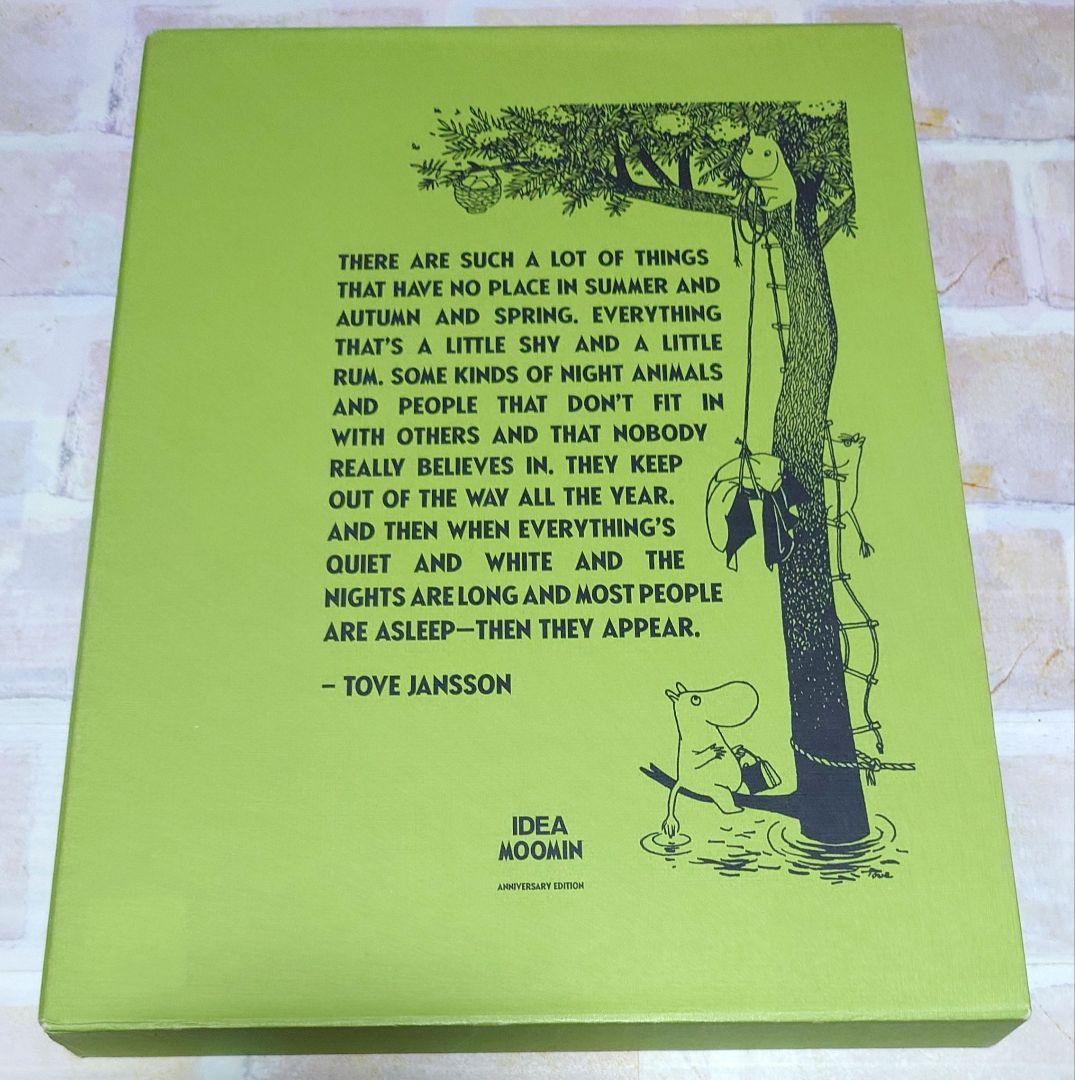 THERE ARE SUCH A LOT OF THINGS
THAT HAVE NO PLACE IN SUMMER AND
AUTUMN AND SPRING. EVERYTHING
THAT'S A LITTLE SHY AND A LITTLE
RUM. SOME KINDS OF NIGHT ANIMALS
AND PEOPLE THAT DON'T FIT IN
WITH OTHERS AND THAT NOBODY
REALLY BELIEVES IN. THEY KEEP
OUT OF THE WAY ALL THE YEAR.
AND THEN WHEN EVERYTHING'S
QUIET AND WHITE AND THE
NIGHTS ARE LONG AND MOST PEOPLE
ARE ASLEEP—THEN THEY APPEAR.
– TOVE JANSSON
IDEA
MOOMIN
ANNIVERSARY EDITION
Tove